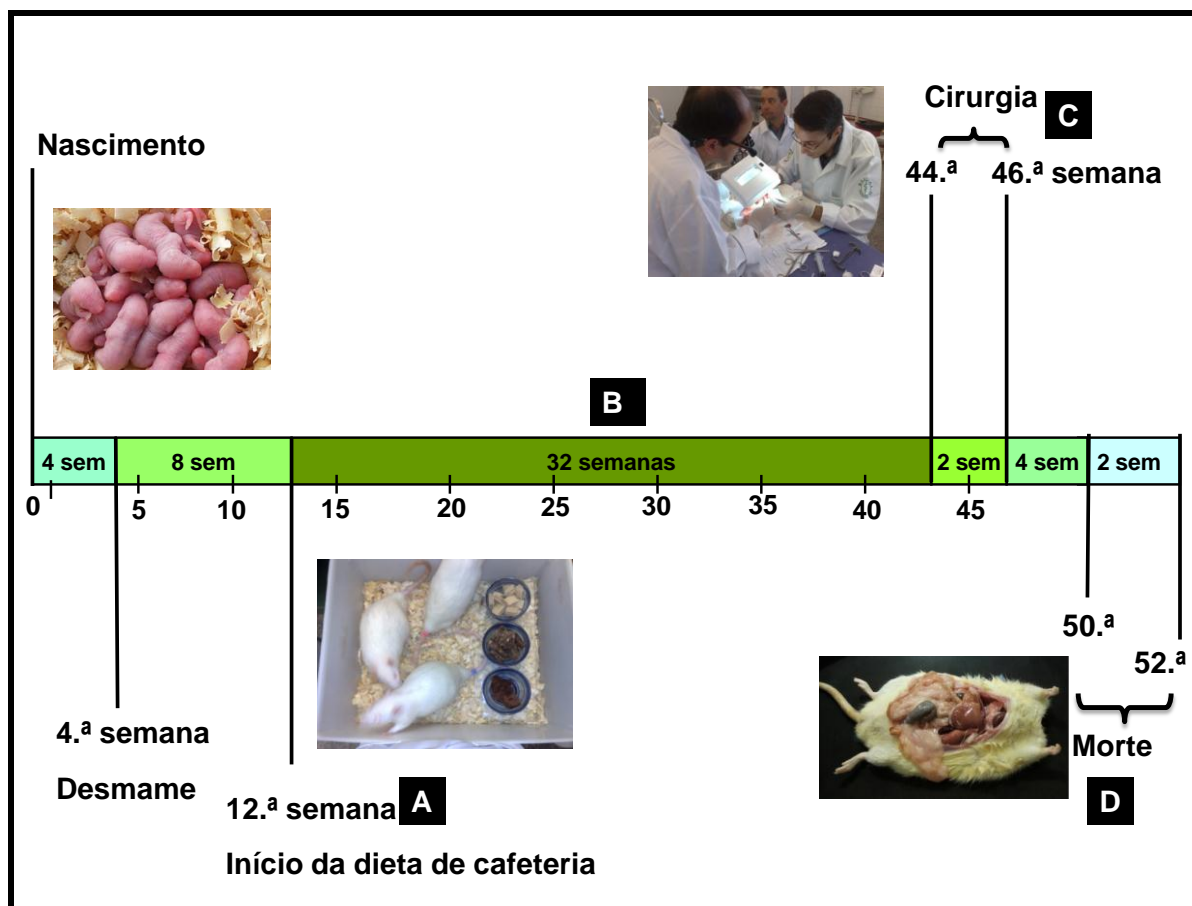 Nascimento
Cirurgia C
44.ª 46.ª semana
B
4 sem 8 sem 32 semanas 2 sem 4 sem 2 sem
0 5 10 15 20 25 30 35 40 45
50.ª
52.ª
4.ª semana
Desmame
Morte
D
12.ª semana A
Início da dieta de cafeteria